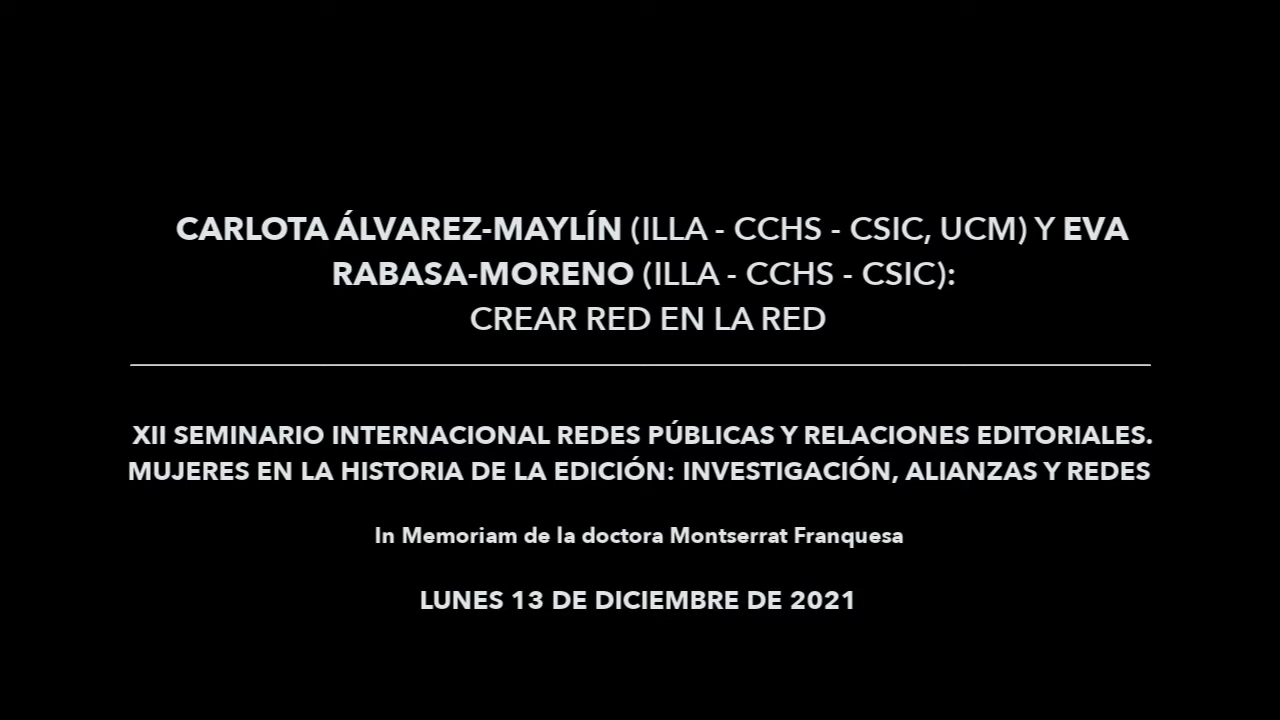 CARLOTA ÁLVAREZ-MAYLÍN (ILLA - CCHS - CSIC, UCM) Y EVA
RABASA-MORENO (ILLA - CCHS - CSIC):
CREAR RED EN LA RED
XII SEMINARIO INTERNACIONAL REDES PÚBLICAS Y RELACIONES EDITORIALES.
MUJERES EN LA HISTORIA DE LA EDICIÓN: INVESTIGACIÓN, ALIANZAS Y REDES
In Memoriam de la doctora Montserrat Franquesa
LUNES 13 DE DICIEMBRE DE 2021